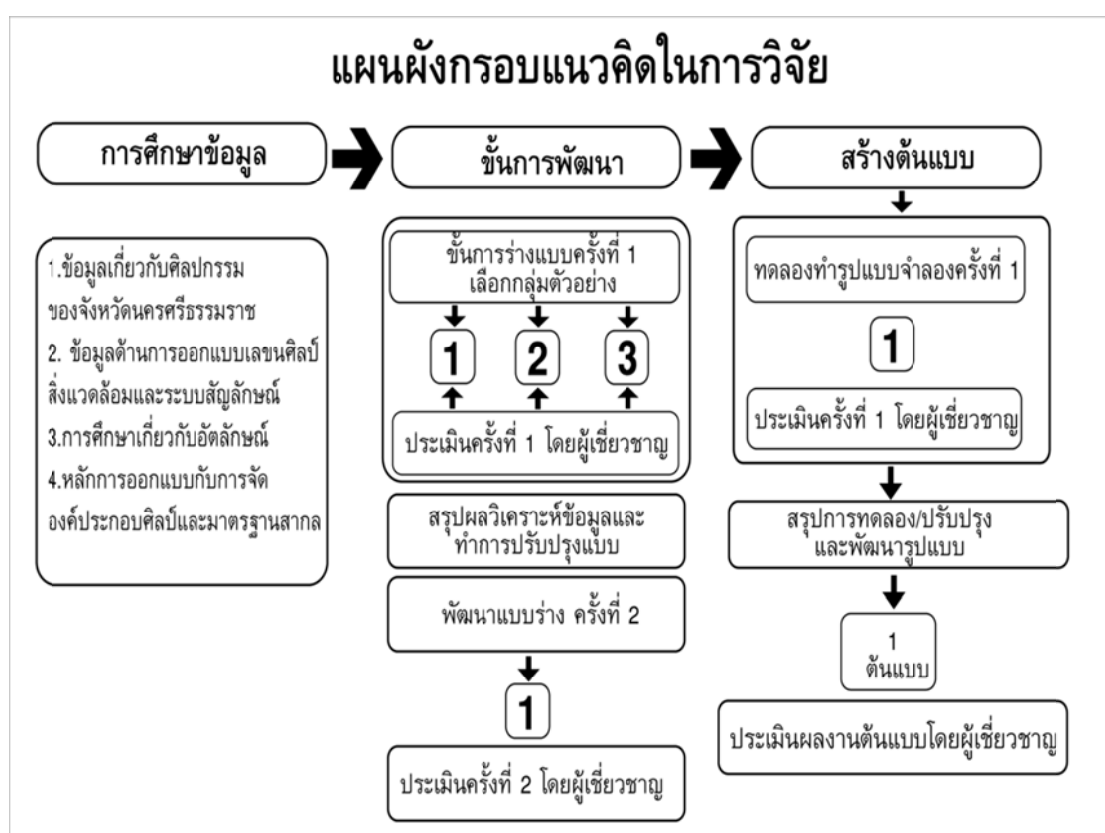 แผนผังกรอบแนวคิดในการวิจัย
การศึกษาข้อมูล
1.ข้อมูลเกี่ยวกับศิลปกรรม
ของจังหวัดนครศรีธรรมราช
2. ข้อมูลด้านการออกแบบเลขนศิลป์
สิ่งแวดล้อมและระบบสัญลักษณ์
3.การศึกษาเกี่ยวกับอัตลักษณ์
4.หลักการออกแบบกับการจัด
องค์ประกอบศิลป์และมาตรฐานสากล
ขั้นการพัฒนา
ขั้นการร่างแบบครั้งที่ 1
เลือกกลุ่มตัวอย่าง
1 2 3
ประเมินครั้งที่ 1 โดยผู้เชี่ยวชาญ
สรุปผลวิเคราะห์ข้อมูลและ
ทำการปรับปรุงแบบ
พัฒนาแบบร่าง ครั้งที่ 2
1
ประเมินครั้งที่ 2 โดยผู้เชี่ยวชาญ
สร้างต้นแบบ
ทดลองทำรูปแบบจำลองครั้งที่ 1
1
ประเมินครั้งที่ 1 โดยผู้เชี่ยวชาญ
สรุปการทดลอง/ปรับปรุง
และพัฒนารูปแบบ
1
ต้นแบบ
ประเมินผลงานต้นแบบโดยผู้เชี่ยวชาญ